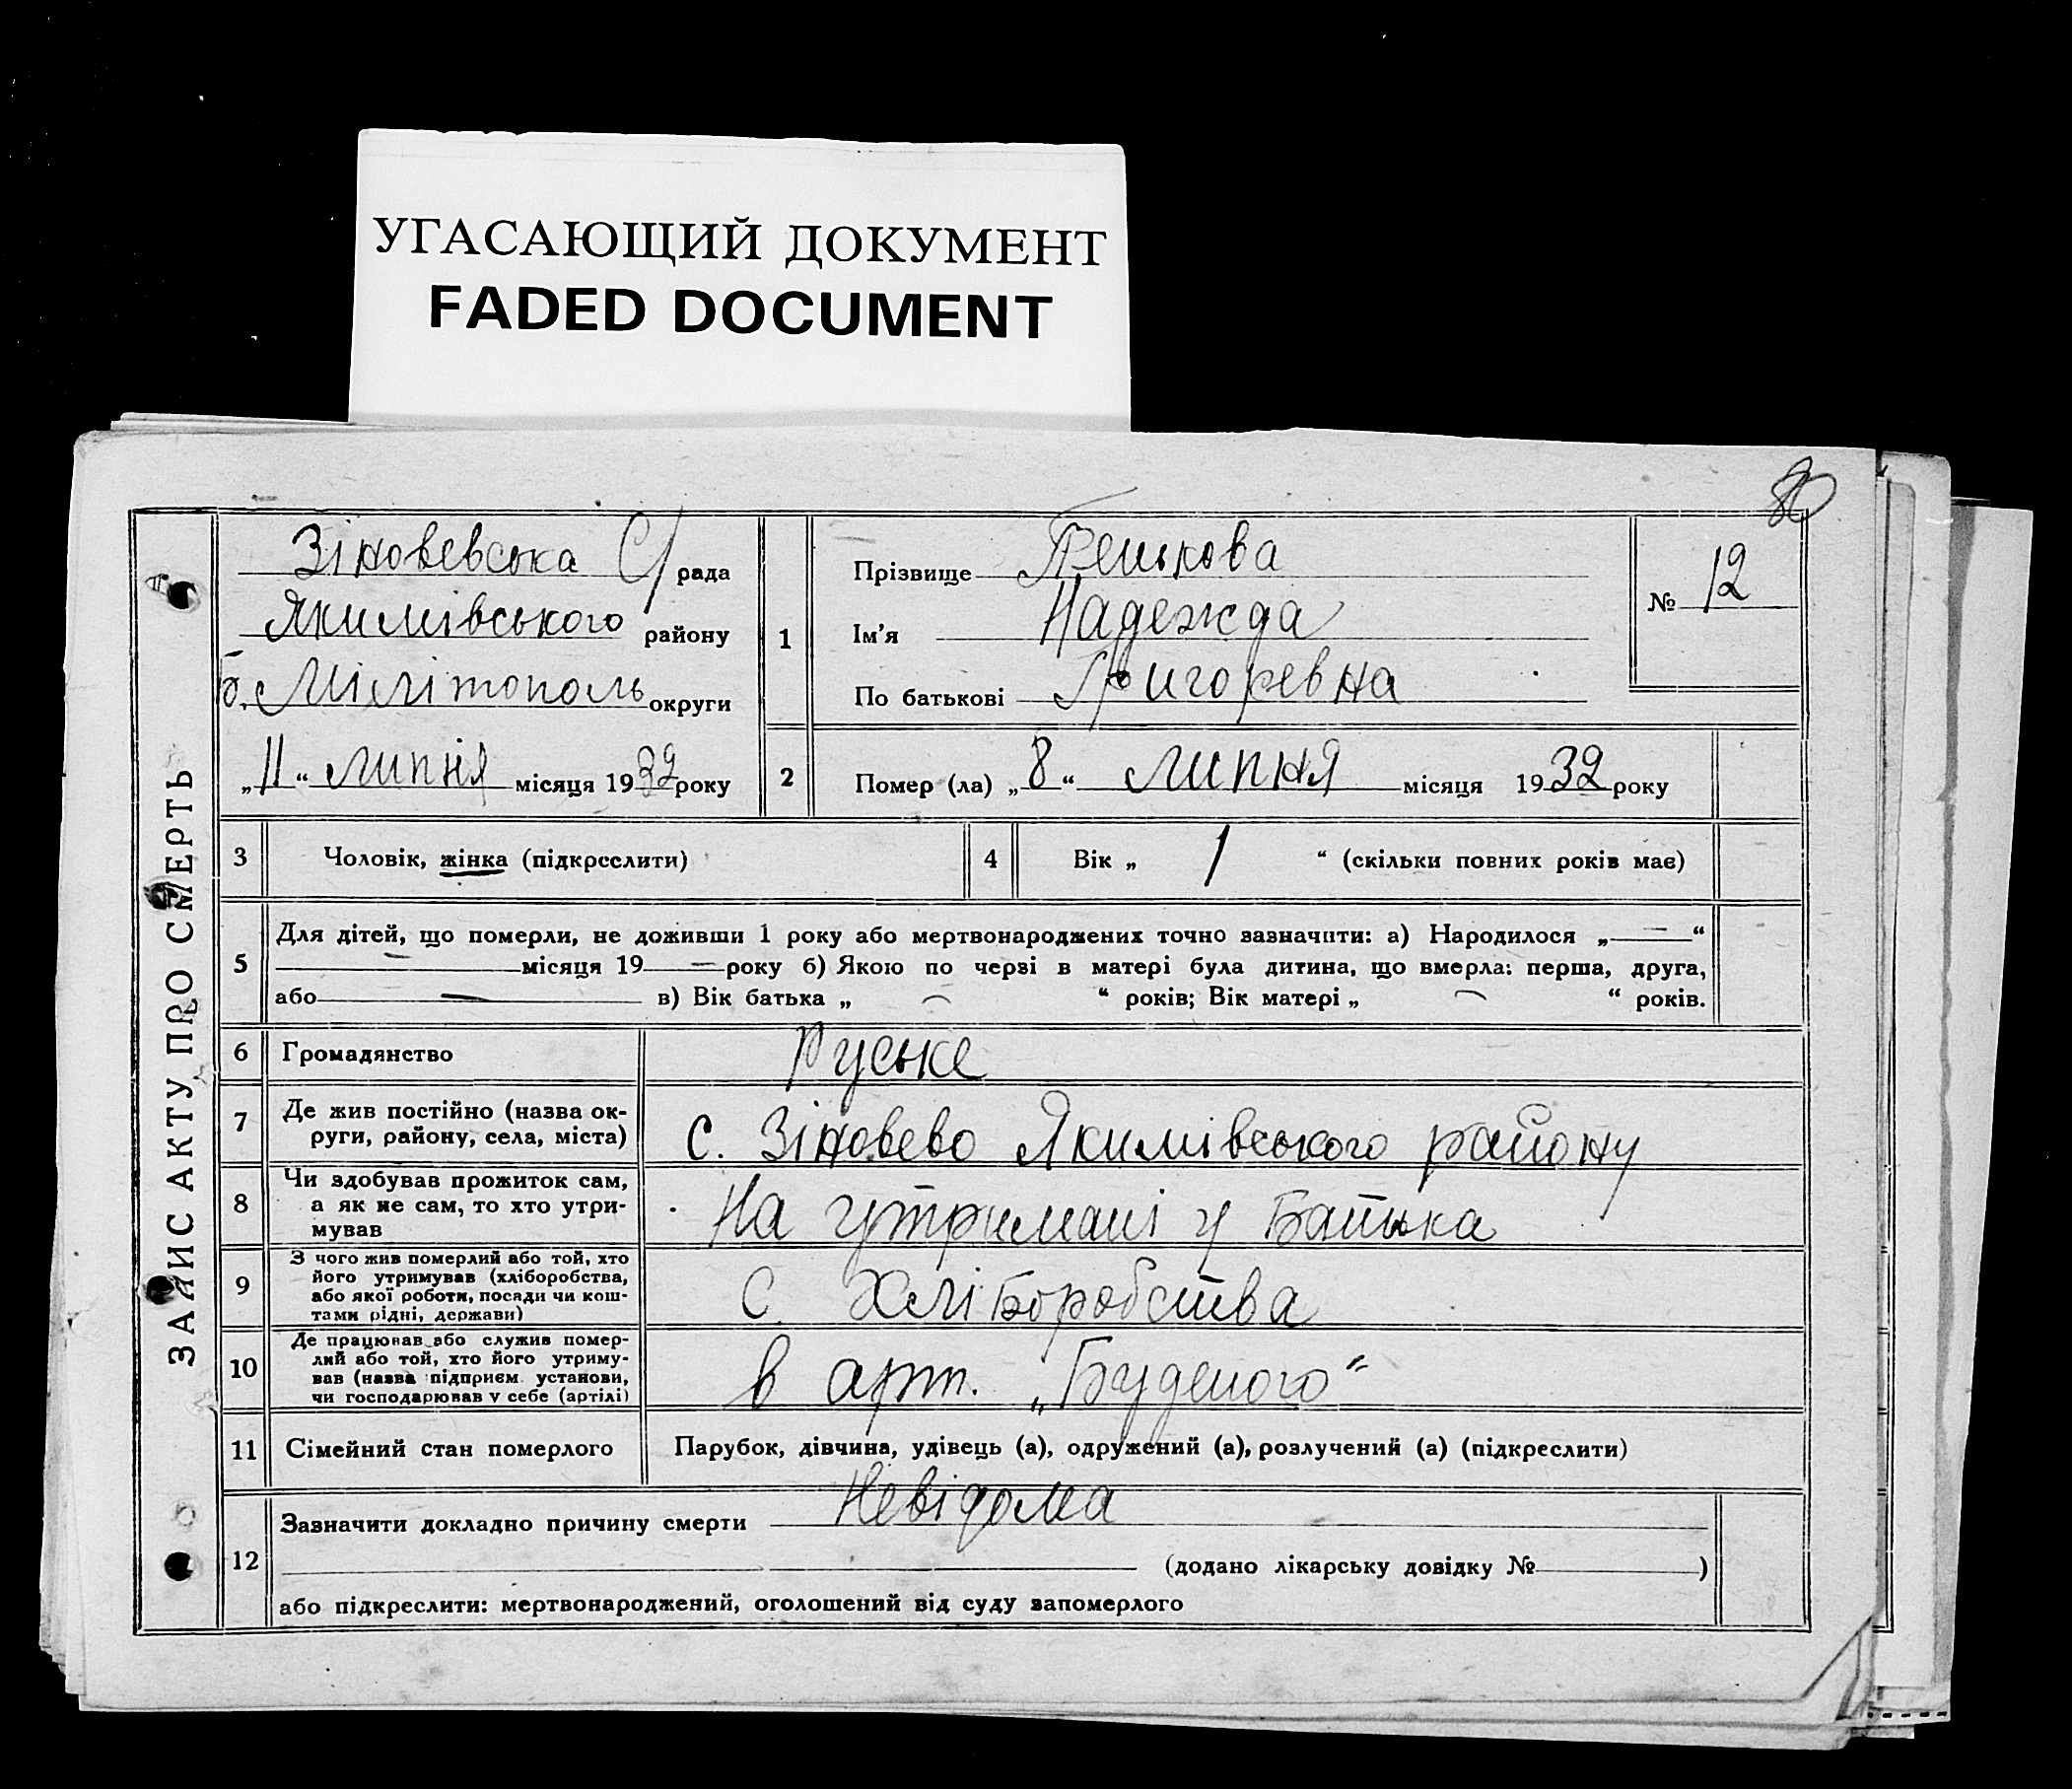 УГАСАЮЩИЙ ДОКУМЕНТ
FADED DOCUMENT
80
ЗАПИС АКТУ ПРО СМЕРТЬ
Зіновевська С/рада
Якимівського району
б. Мілітополь округи
„11“ липня місяця 1932 року
1
Прізвище Пенькова
Ім’я Надежда
По батькові Григоревна
№ 12
2
Помер (ла) „8“ липня місяця 1932 року
3 Чоловік, жінка (підкреслити)
4 Вік „ 1 “ (скільки повних років має)
5
Для дітей, що померли, не доживши 1 року або мертвонароджених точно зазначити: а) Народилося „—“
— місяця 19— року б) Якою по черзі в матері була дитина, що вмерла: перша, друга,
або — в) Вік батька „ — “ років; Вік матері „ — “ років.
6 Громадянство Руське
7 Де жив постійно (назва ок-
руги, району, села, міста)
с. Зіновево Якимівського району
8 Чи здобував прожиток сам,
а як не сам, то хто утри-
мував
На утримані у Батька
9 З чого жив померлий або той, хто
його утримував (хліборобства,
або якої роботи, посади чи кош-
тами рідні, держави)
С Хліборобства
10 Де працював або служив помер-
лий або той, хто його утриму-
вав (назва підприєм. установи,
чи господарював у себе (артілі)
в арт. „Буденого“
11 Сімейний стан померлого Парубок, дівчина, удівець (а), одружений (а), розлучений (а) (підкреслити)
12
Зазначити докладно причину смерти Невідома
(додано лікарську довідку № )
або підкреслити: мертвонароджений, оголошений від суду запомерлого